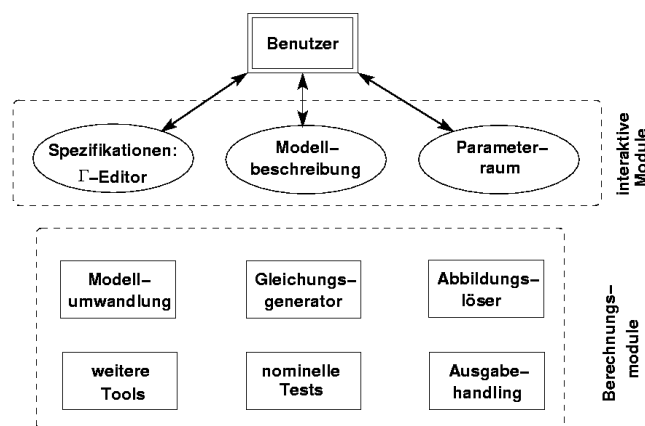 Benutzer
Spezifikationen:
Γ–Editor
Modell–
beschreibung
Parameter–
raum
interaktive
Module
Modell–
umwandlung
Gleichungs–
generator
Abbildungs–
löser
weitere
Tools
nominelle
Tests
Ausgabe–
handling
Berechnungs–
module